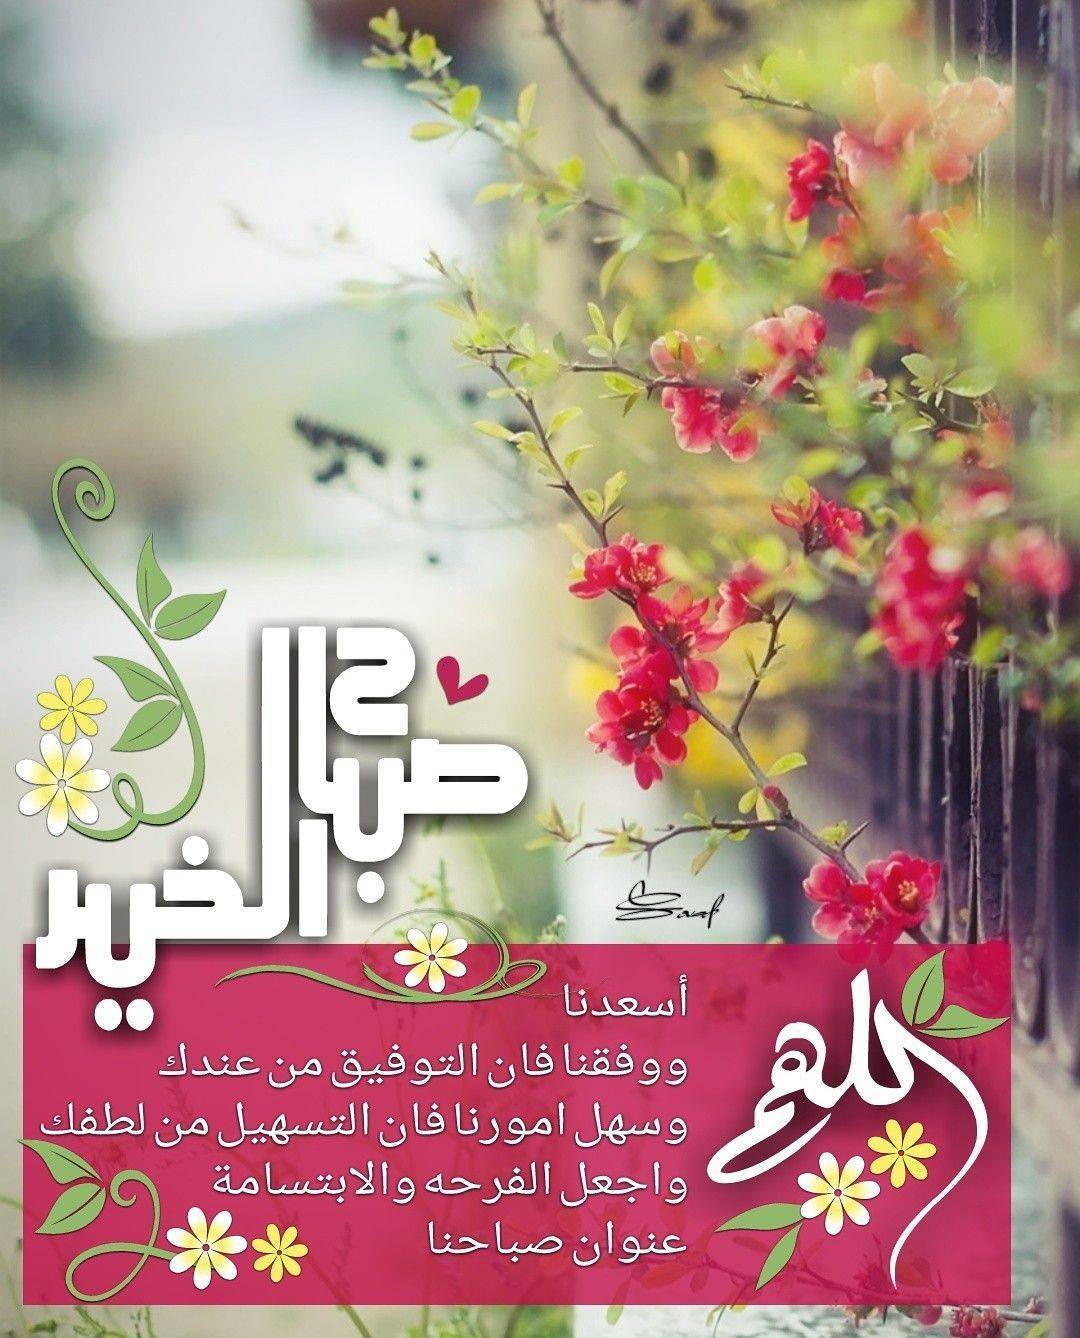 صباح
الخير
اللهم
أسعدنا
ووفقنا فان التوفيق من عندك
وسهل امورنا فان التسهيل من لطفك
واجعل الفرحه والابتسامة
عنوان صباحنا